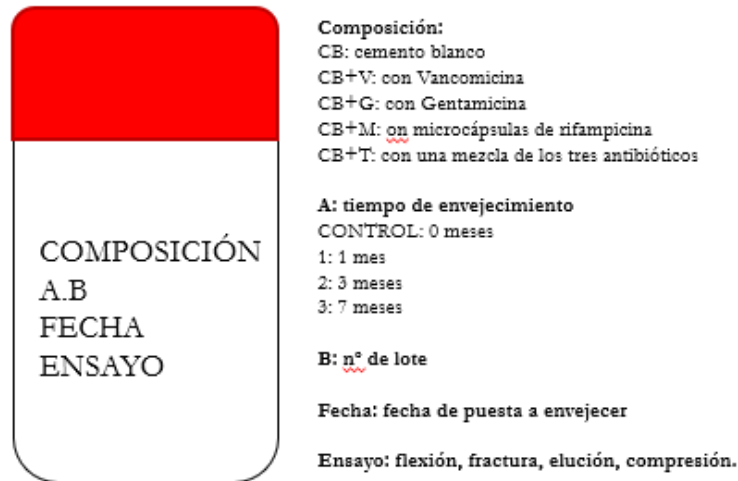 COMPOSICIÓN
A.B
FECHA
ENSAYO
Composición:
CB: cemento blanco
CB+V: con Vancomicina
CB+G: con Gentamicina
CB+M: on microcápsulas de rifampicina
CB+T: con una mezcla de los tres antibióticos
A: tiempo de envejecimiento
CONTROL: 0 meses
1: 1 mes
2: 3 meses
3: 7 meses
B: nº de lote
Fecha: fecha de puesta a envejecer
Ensayo: flexión, fractura, elución, compresión.